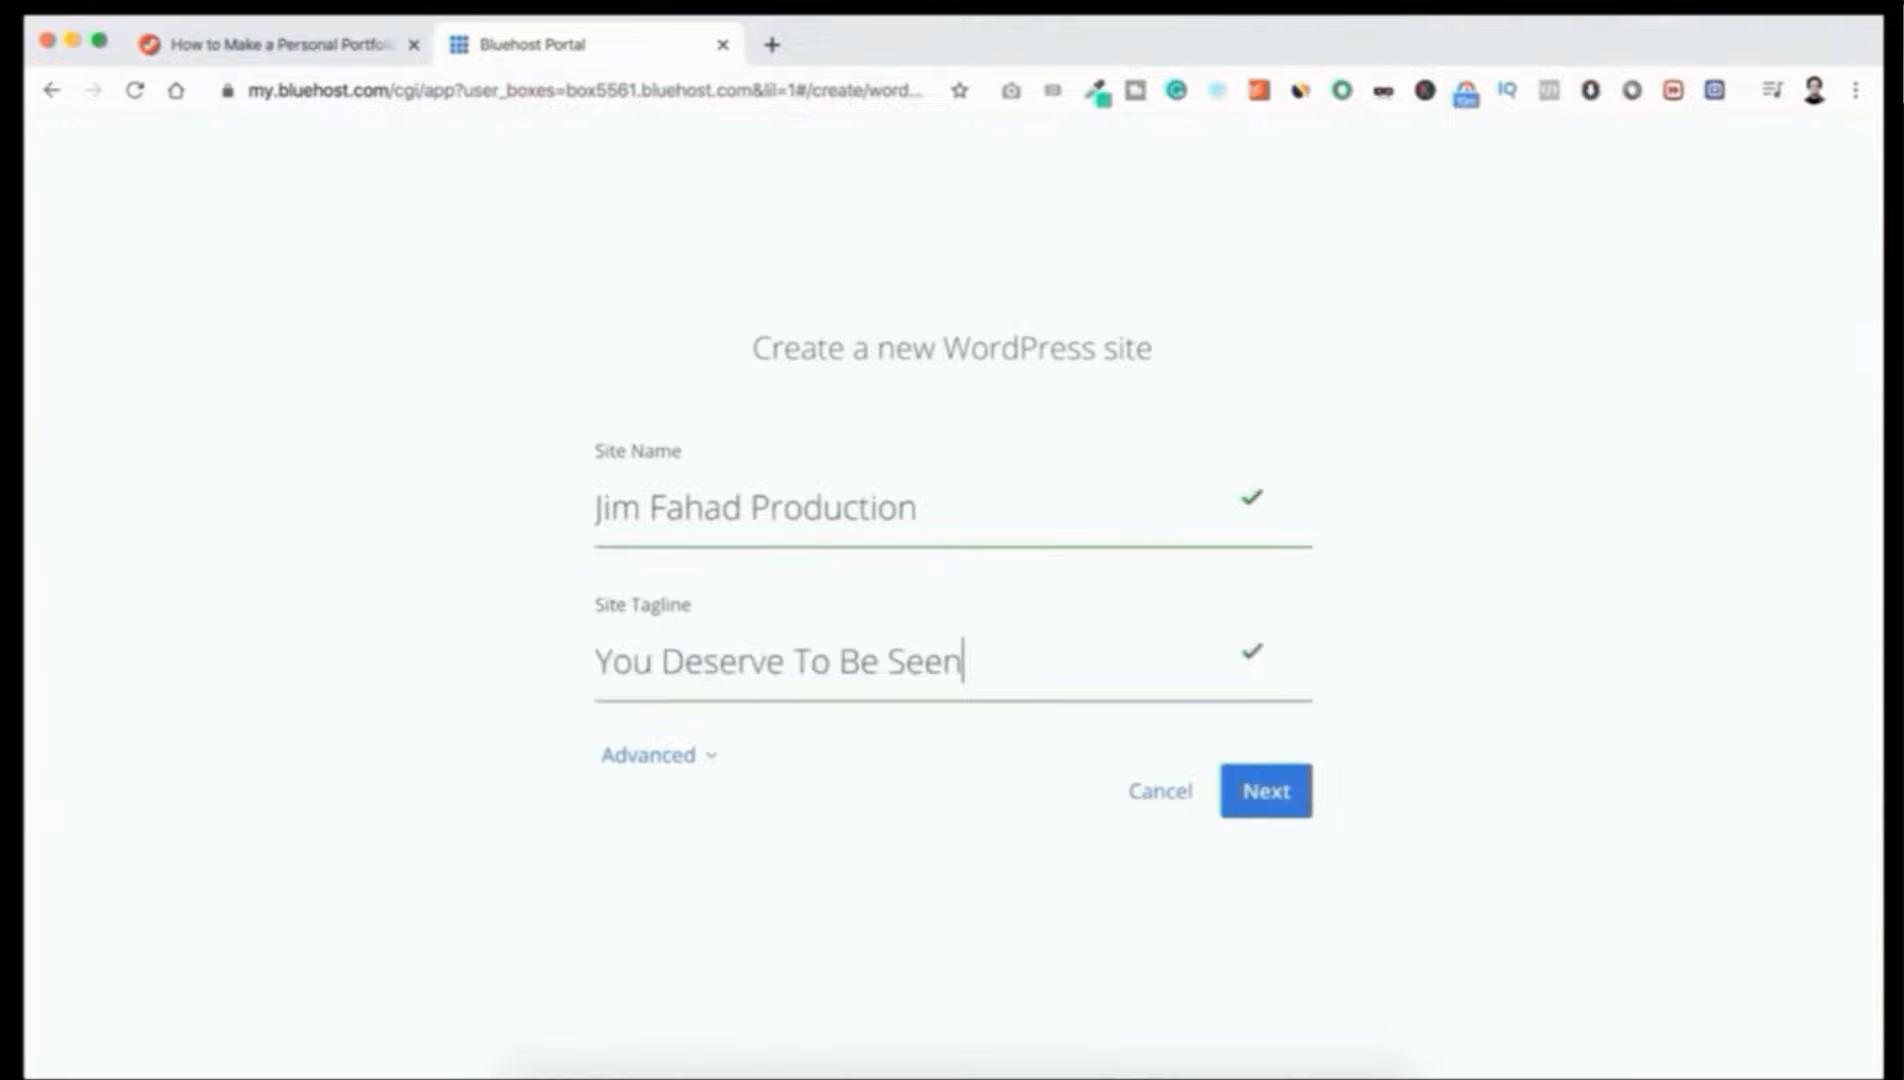 How to Make a Personal Portfo
Bluehost Portal
my.bluehost.com/cgi/app?user_boxes=box5561.bluehost.com&lil=1#/create/word...
IQ
Create a new WordPress site
Site Name
Jim Fahad Production
Site Tagline
You Deserve To Be Seen
Advanced
Cancel
Next